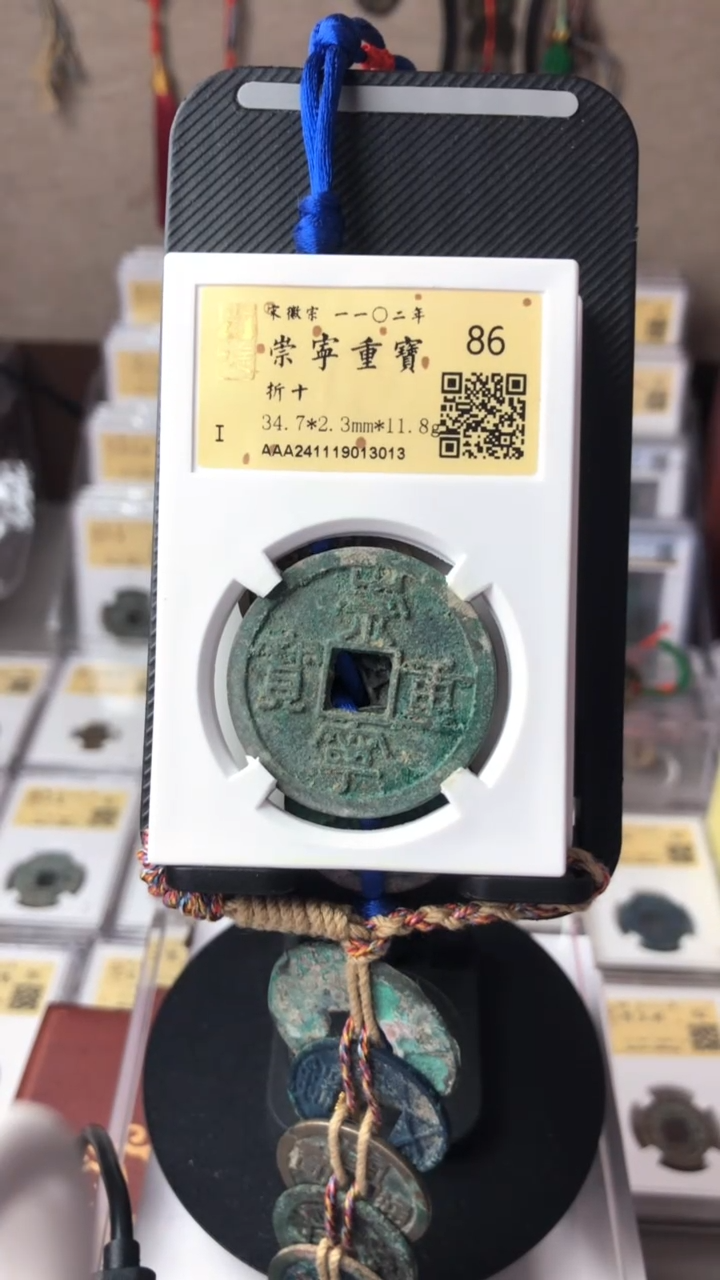 宋徽宗 一一〇二年
崇寧重寶
86
折十
34.7*2.3mm*11.8g
I
AAA241119013013
崇
寶 重
寧